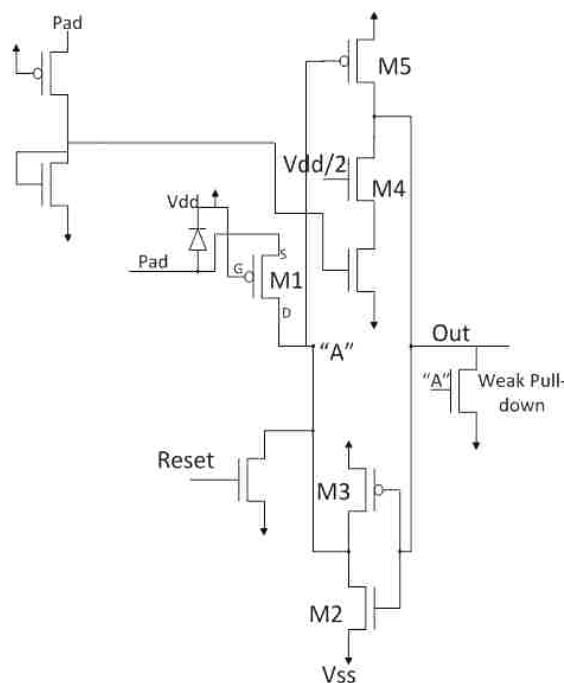 Pad
M5
Vdd/2
M4
Vdd
Pad
S
G
M1
D
"A"
Out
"A"
Weak Pull-
down
Reset
M3
M2
Vss